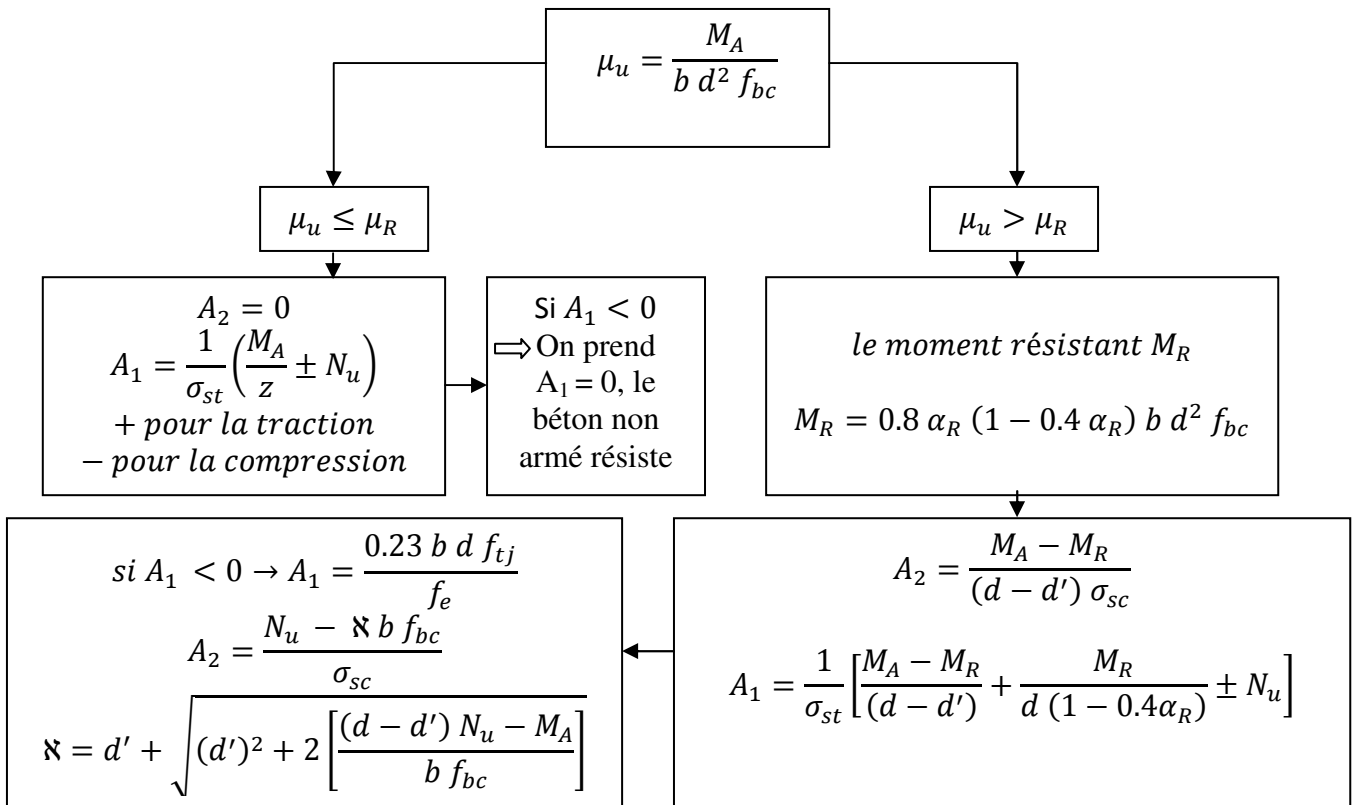 μ_u = M_A / (b d² f_bc)
μ_u ≤ μ_R
μ_u > μ_R
A_2 = 0
A_1 = 1/σ_st (M_A/z ± N_u)
+ pour la traction
− pour la compression
Si A_1 < 0
⇨ On prend
A_1 = 0, le
béton non
armé résiste
le moment résistant M_R
M_R = 0.8 α_R (1 − 0.4 α_R) b d² f_bc
si A_1 < 0 → A_1 = 0.23 b d f_tj / f_e
A_2 = (N_u − ℵ b f_bc) / σ_sc
ℵ = d′ + √((d′)² + 2 [((d − d′) N_u − M_A) / (b f_bc)])
A_2 = (M_A − M_R) / ((d − d′) σ_sc)
A_1 = 1/σ_st [(M_A − M_R)/(d − d′) + M_R/(d (1 − 0.4α_R)) ± N_u]